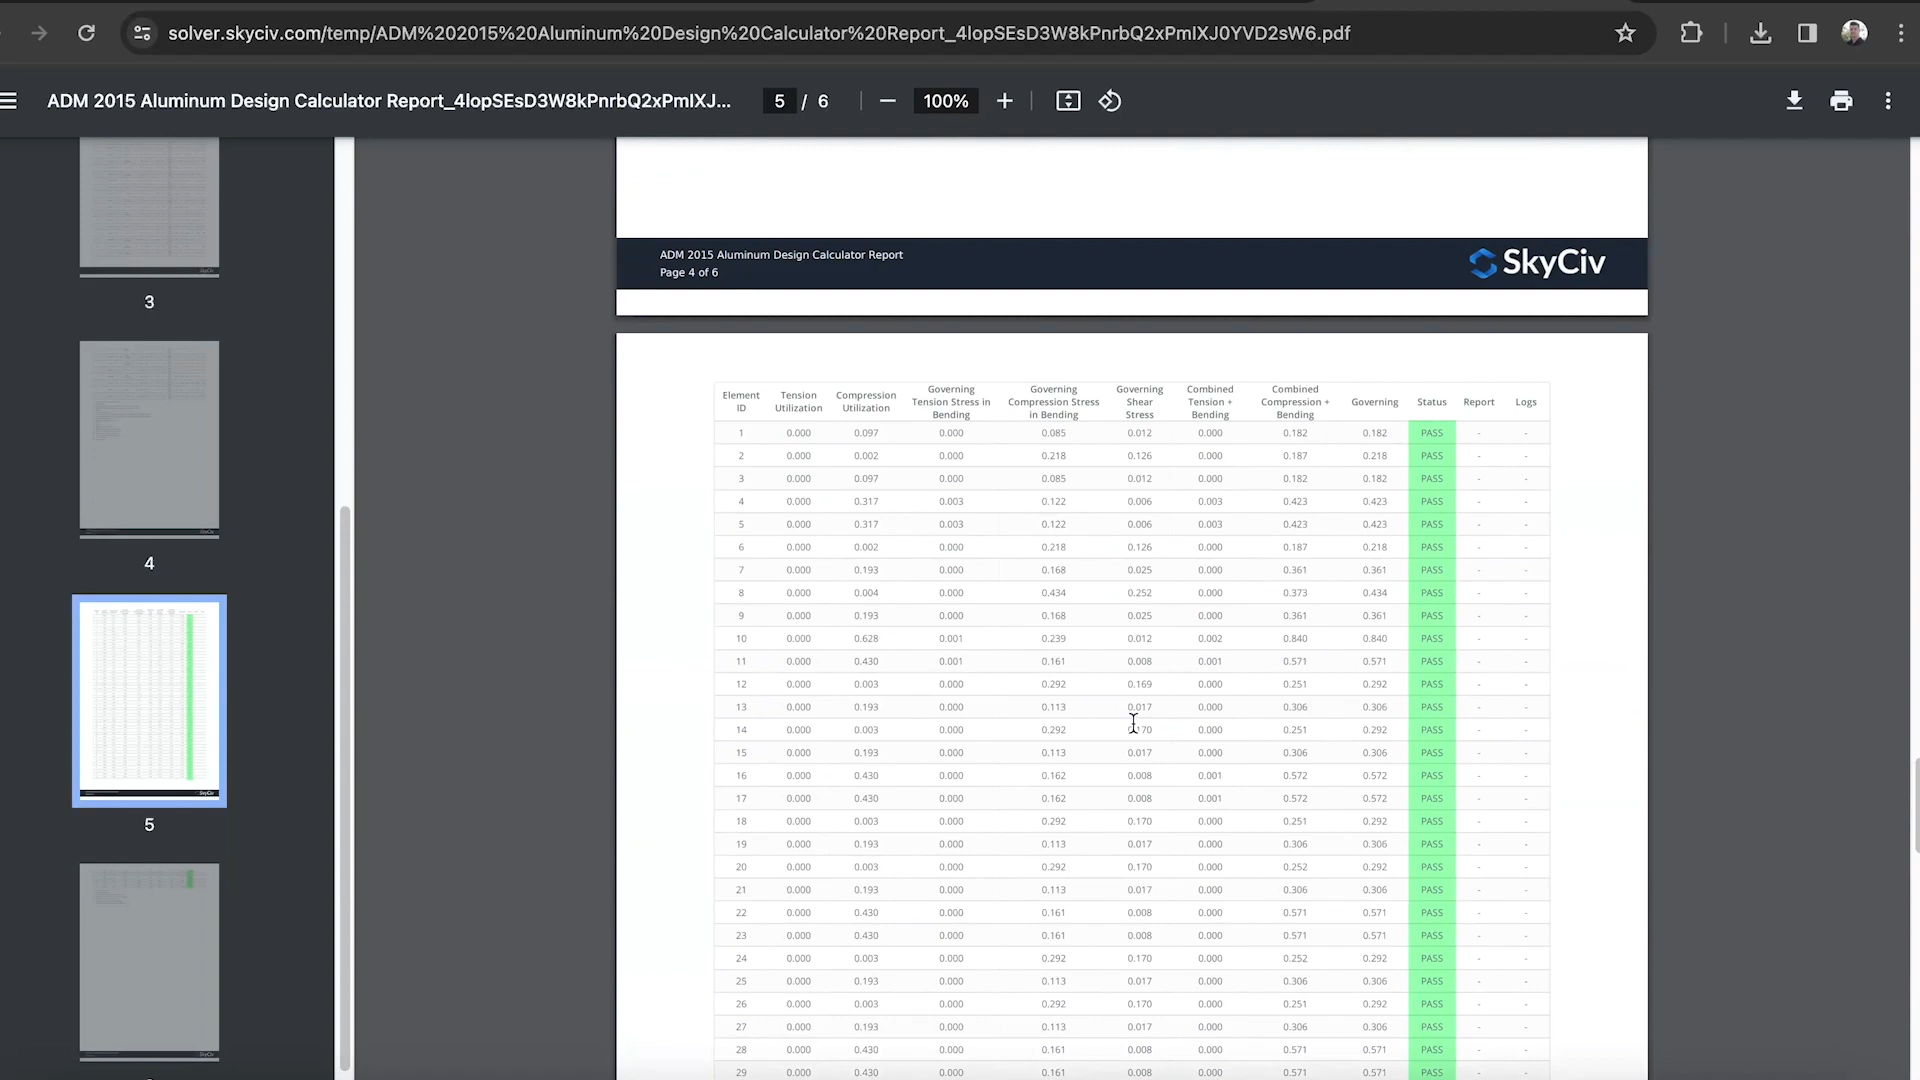 solver.skyciv.com/temp/ADM%202015%20Aluminum%20Design%20Calculator%20Report_4lopSEsD3W8kPnrbQ2xPmIXJ0YVD2sW6.pdf
ADM 2015 Aluminum Design Calculator Report_4lopSEsD3W8kPnrbQ2xPmIXJ...
5 / 6
100%
3
4
5
ADM 2015 Aluminum Design Calculator Report
Page 4 of 6
SkyCiv
Element ID Tension Utilization Compression Utilization Governing Tension Stress in Bending Governing Compression Stress in Bending Governing Shear Stress Combined Tension + Bending Combined Compression + Bending Governing Status Report Logs
1 0.000 0.097 0.000 0.085 0.012 0.000 0.182 0.182 PASS - -
2 0.000 0.002 0.000 0.218 0.126 0.000 0.187 0.218 PASS - -
3 0.000 0.097 0.000 0.085 0.012 0.000 0.182 0.182 PASS - -
4 0.000 0.317 0.003 0.122 0.006 0.003 0.423 0.423 PASS - -
5 0.000 0.317 0.003 0.122 0.006 0.003 0.423 0.423 PASS - -
6 0.000 0.002 0.000 0.218 0.126 0.000 0.187 0.218 PASS - -
7 0.000 0.193 0.000 0.168 0.025 0.000 0.361 0.361 PASS - -
8 0.000 0.004 0.000 0.434 0.252 0.000 0.373 0.434 PASS - -
9 0.000 0.193 0.000 0.168 0.025 0.000 0.361 0.361 PASS - -
10 0.000 0.628 0.001 0.239 0.012 0.002 0.840 0.840 PASS - -
11 0.000 0.430 0.001 0.161 0.008 0.001 0.571 0.571 PASS - -
12 0.000 0.003 0.000 0.292 0.169 0.000 0.251 0.292 PASS - -
13 0.000 0.193 0.000 0.113 0.017 0.000 0.306 0.306 PASS - -
14 0.000 0.003 0.000 0.292 0.000 0.251 0.292 PASS - -
15 0.000 0.193 0.000 0.113 0.017 0.000 0.306 0.306 PASS - -
16 0.000 0.430 0.000 0.162 0.008 0.001 0.572 0.572 PASS - -
17 0.000 0.430 0.000 0.162 0.008 0.001 0.572 0.572 PASS - -
18 0.000 0.003 0.000 0.292 0.170 0.000 0.251 0.292 PASS - -
19 0.000 0.193 0.000 0.113 0.017 0.000 0.306 0.306 PASS - -
20 0.000 0.003 0.000 0.292 0.170 0.000 0.252 0.292 PASS - -
21 0.000 0.193 0.000 0.113 0.017 0.000 0.306 0.306 PASS - -
22 0.000 0.430 0.000 0.161 0.008 0.000 0.571 0.571 PASS - -
23 0.000 0.430 0.000 0.161 0.008 0.000 0.571 0.571 PASS - -
24 0.000 0.003 0.000 0.292 0.170 0.000 0.252 0.292 PASS - -
25 0.000 0.193 0.000 0.113 0.017 0.000 0.306 0.306 PASS - -
26 0.000 0.003 0.000 0.292 0.170 0.000 0.251 0.292 PASS - -
27 0.000 0.193 0.000 0.113 0.017 0.000 0.306 0.306 PASS - -
28 0.000 0.430 0.000 0.161 0.008 0.000 0.571 0.571 PASS - -
29 0.000 0.430 0.000 0.161 0.008 0.000 0.571 0.571 PASS - -